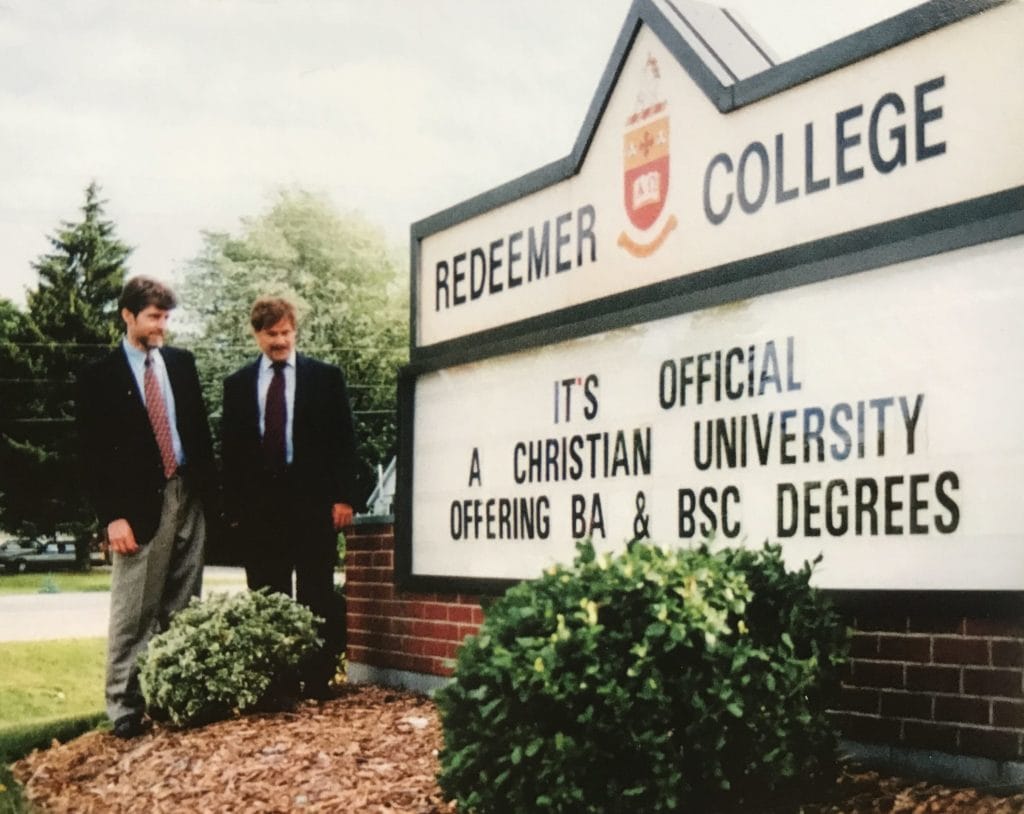 REDEEMER COLLEGE
IT'S OFFICIAL
A CHRISTIAN UNIVERSITY
OFFERING BA & BSC DEGREES